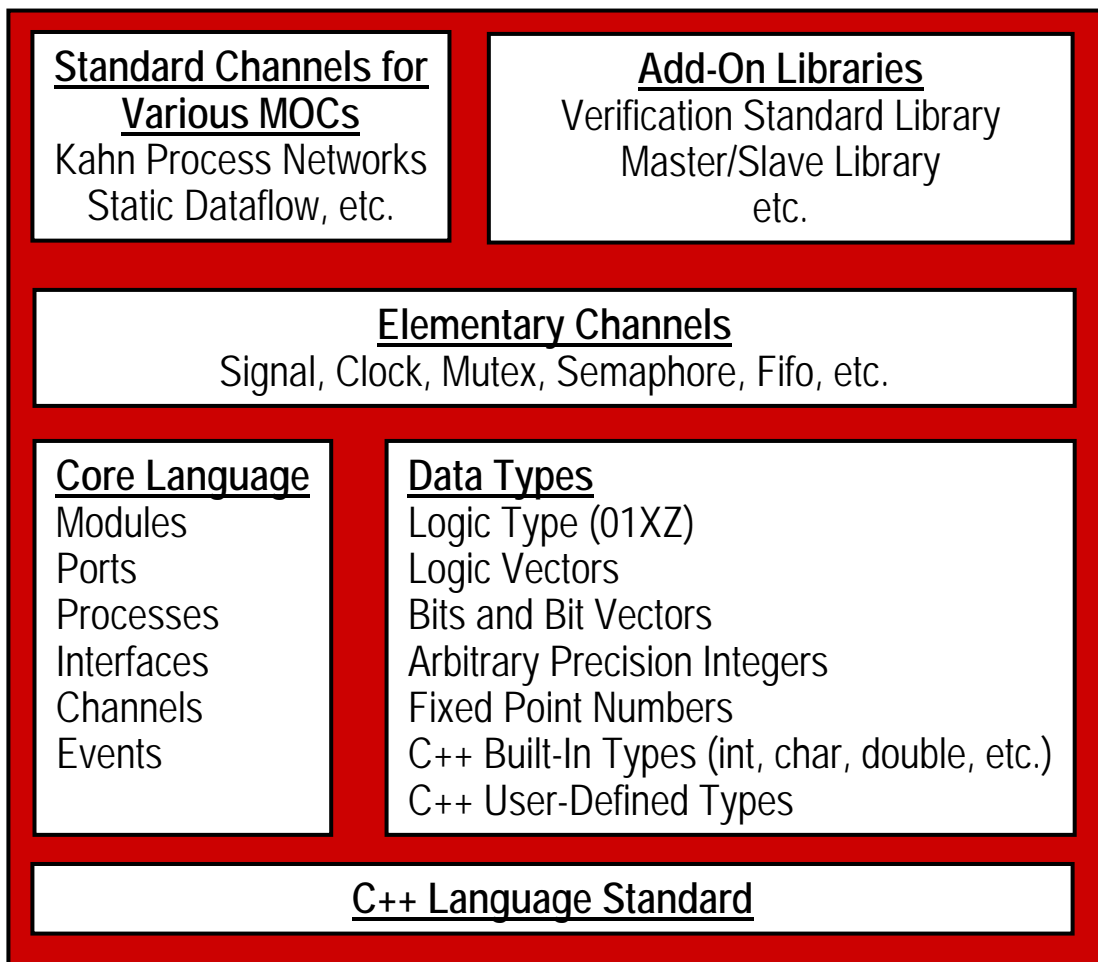 Standard Channels for
Various MOCs
Kahn Process Networks
Static Dataflow, etc.
Add-On Libraries
Verification Standard Library
Master/Slave Library
etc.
Elementary Channels
Signal, Clock, Mutex, Semaphore, Fifo, etc.
Core Language
Modules
Ports
Processes
Interfaces
Channels
Events
Data Types
Logic Type (01XZ)
Logic Vectors
Bits and Bit Vectors
Arbitrary Precision Integers
Fixed Point Numbers
C++ Built-In Types (int, char, double, etc.)
C++ User-Defined Types
C++ Language Standard